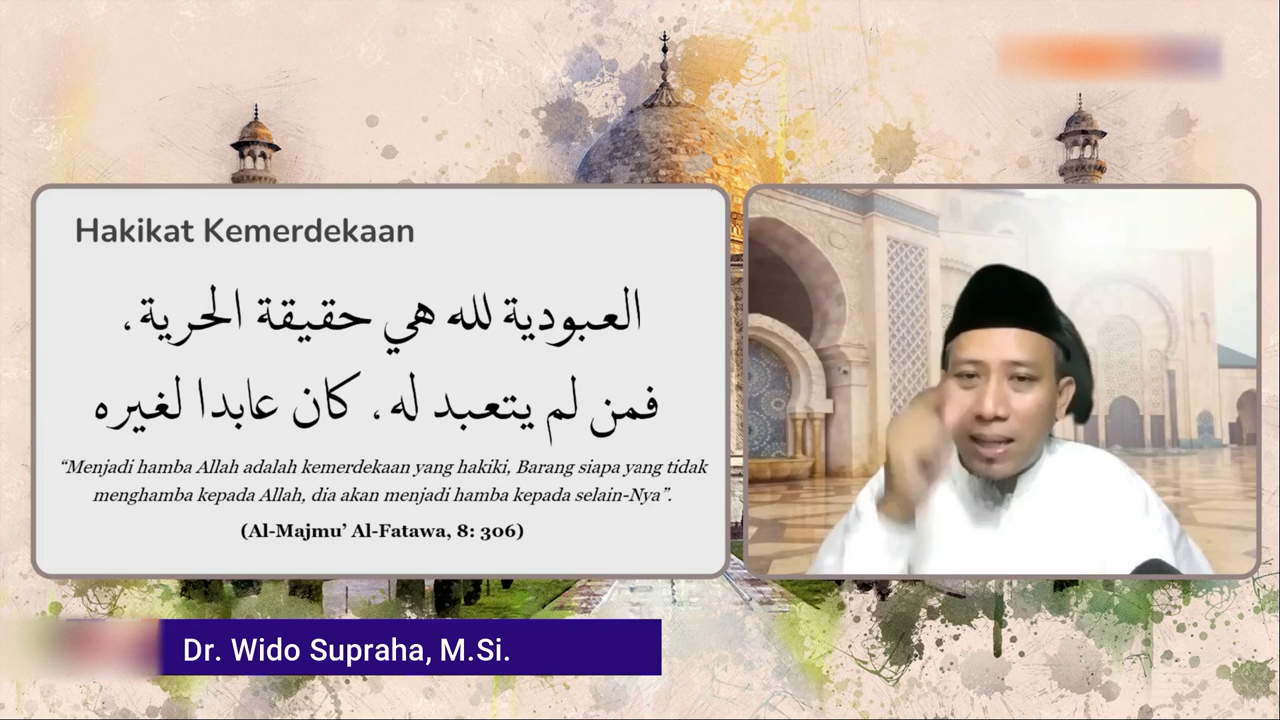 Hakikat Kemerdekaan
العبودية لله هي حقيقة الحرية،
فمن لم يتعبد له، كان عابدا لغيره
“Menjadi hamba Allah adalah kemerdekaan yang hakiki, Barang siapa yang tidak
menghamba kepada Allah, dia akan menjadi hamba kepada selain-Nya”.
(Al-Majmu’ Al-Fatawa, 8: 306)
Dr. Wido Supraha, M.Si.